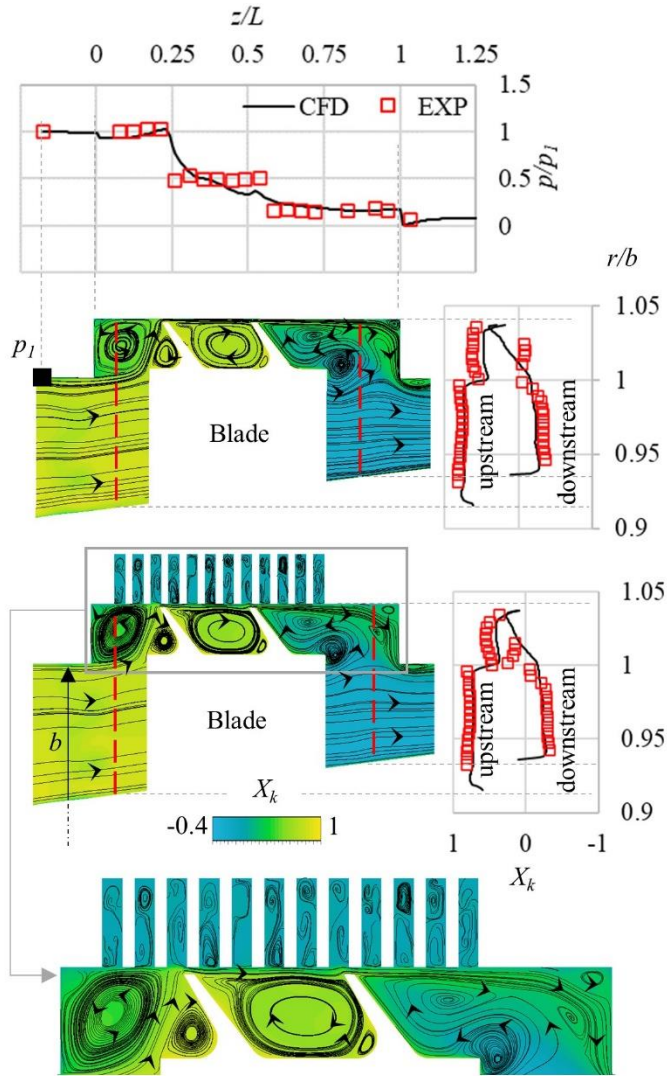 z/L
0 0.25 0.5 0.75 1 1.25
1.5
CFD EXP
1
p/p1
0.5
0
r/b
1.05
p1
1
Blade
upstream
downstream
0.95
0.9
1.05
1
b
Blade
upstream
downstream
0.95
Xk
-0.4 1
0.9
1 0 -1
Xk